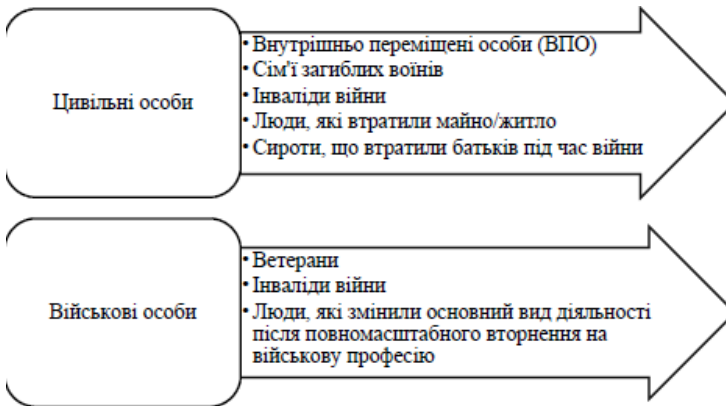 Цивільні особи
• Внутрішньо переміщені особи (ВПО)
• Сім'ї загиблих воїнів
• Інваліди війни
• Люди, які втратили майно/житло
• Сироти, що втратили батьків під час війни
Військові особи
• Ветерани
• Інваліди війни
• Люди, які змінили основний вид діяльності
після повномасштабного вторгнення на
військову професію